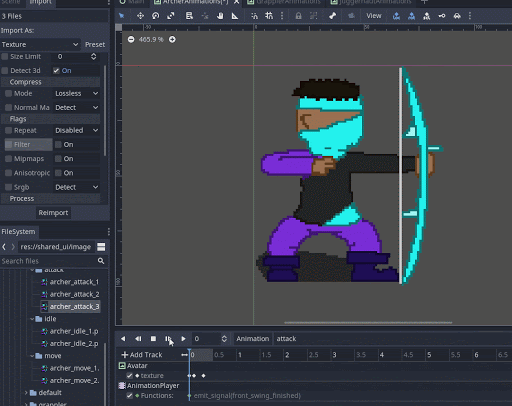 Scene Import
Main ArcherAnimations(*) GrapplerAnimations JuggernautAnimations
3 Files
Import As:
Texture Preset
Size Limit 0
Detect 3d On
Compress
Mode Lossless
Normal Ma Detect
Flags
Repeat Disabled
Filter On
Mipmaps On
Anisotropic On
Srgb Detect
Process
Reimport
View
465.9 %
FileSystem
res://shared_ui/image
Search files
attack
archer_attack_1
archer_attack_2
archer_attack_3
idle
archer_idle_1.p
archer_idle_2.p
move
archer_move_1.
archer_move_2.
default
grappler
0 Animation attack
Add Track 0 0.5 1 1.5 2 2.5 3 3.5 4 4.5 5 5.5 6 6.5
Avatar
texture
AnimationPlayer
Functions: emit_signal(front_swing_finished)